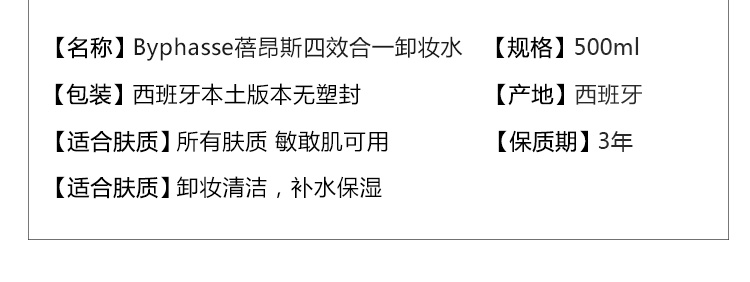 【名称】Byphasse蓓昂斯四效合一卸妆水 【规格】500ml
【包装】西班牙本土版本无塑封 【产地】西班牙
【适合肤质】所有肤质 敏敢肌可用 【保质期】3年
【适合肤质】卸妆清洁，补水保湿